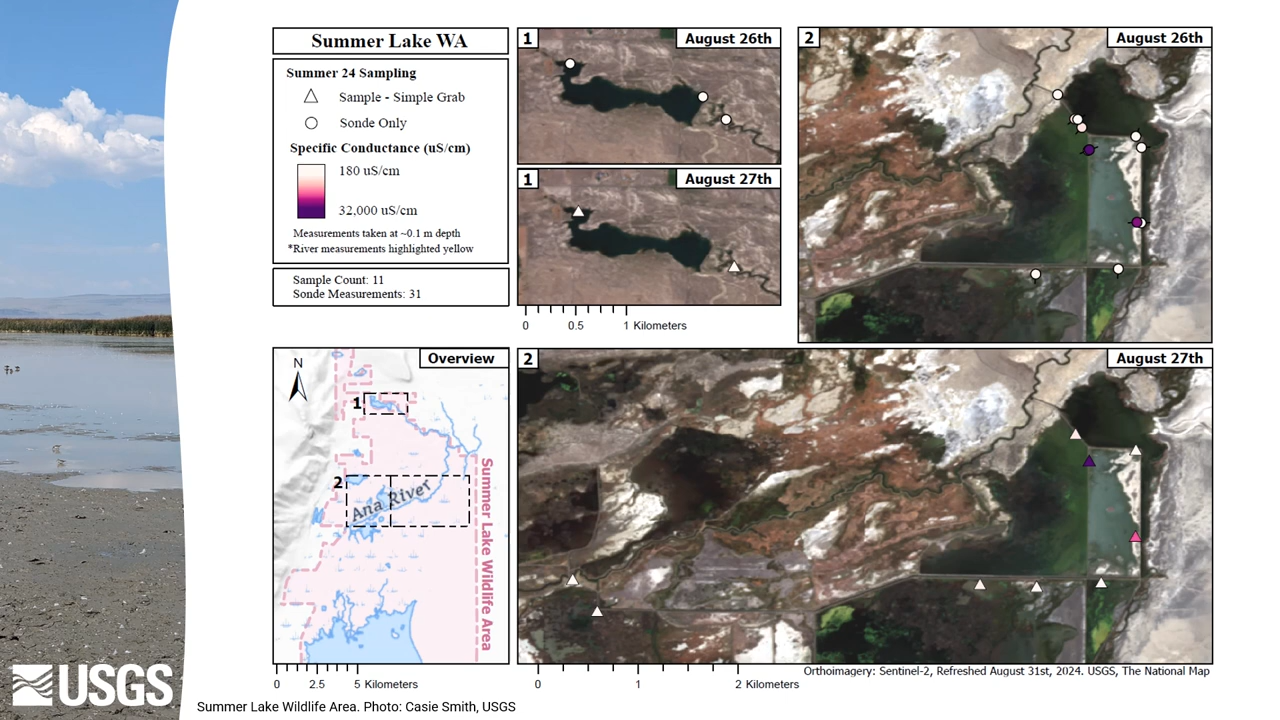 Summer Lake WA
Summer 24 Sampling
Sample - Simple Grab
Sonde Only
Specific Conductance (uS/cm)
180 uS/cm
32,000 uS/cm
Measurements taken at ~0.1 m depth
*River measurements highlighted yellow
Sample Count: 11
Sonde Measurements: 31
1
August 26th
1
August 27th
0 0.5 1 Kilometers
2
August 26th
Overview
N
1
2
Ana River
Summer Lake Wildlife Area
0 2.5 5 Kilometers
2
August 27th
0 1 2 Kilometers
Orthoimagery: Sentinel-2, Refreshed August 31st, 2024. USGS, The National Map
USGS
Summer Lake Wildlife Area. Photo: Casie Smith, USGS